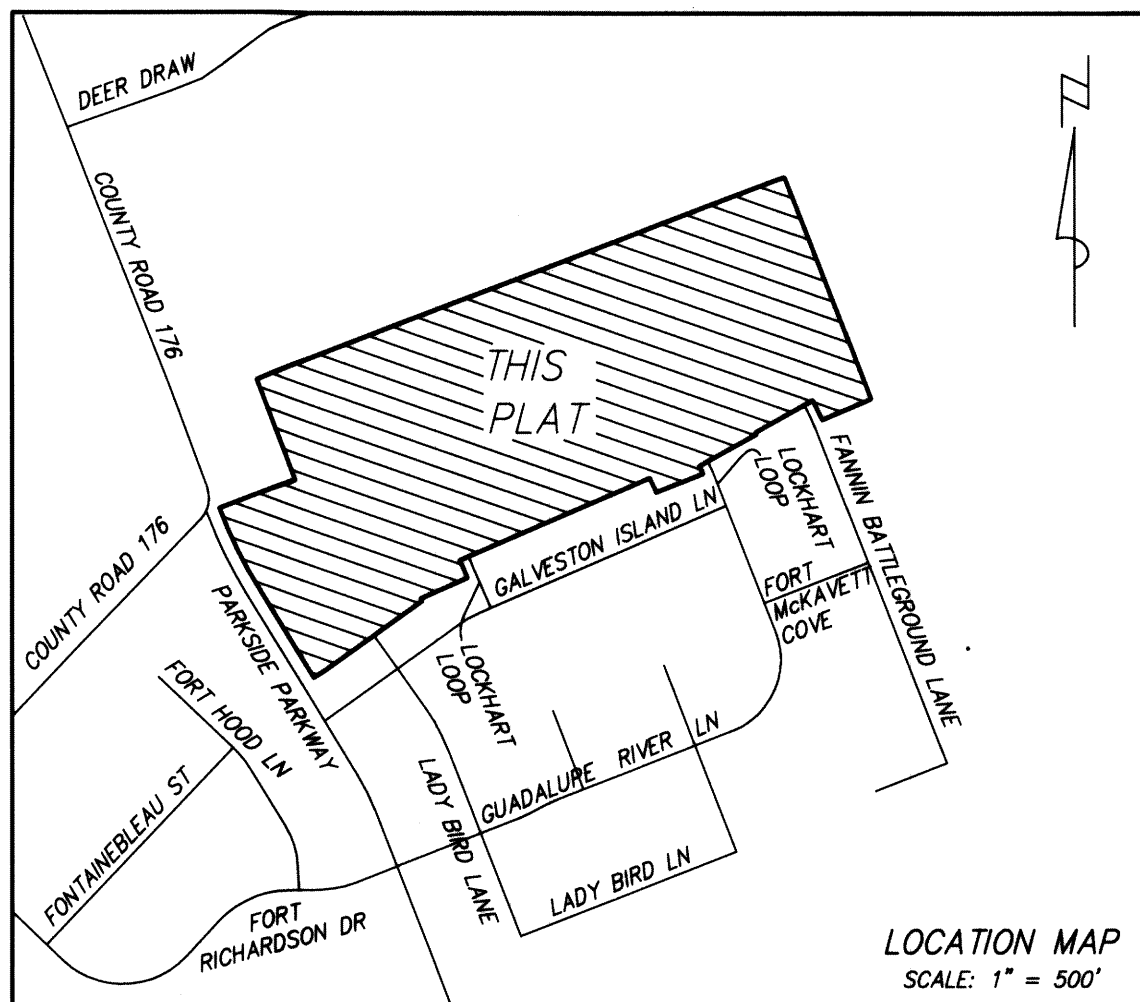 DEER DRAW
COUNTY ROAD 176
N
THIS
PLAT
COUNTY ROAD 176
PARKSIDE PARKWAY
GALVESTON ISLAND LN
LOCKHART
LOOP
FANNIN BATTLEGROUND LANE
FORT
McKAVETT
COVE
LOCKHART
LOOP
FORT HOOD LN
FONTAINEBLEAU ST
LADY BIRD LANE
GUADALUPE RIVER LN
LADY BIRD LN
FORT
RICHARDSON DR
LOCATION MAP
SCALE: 1" = 500'